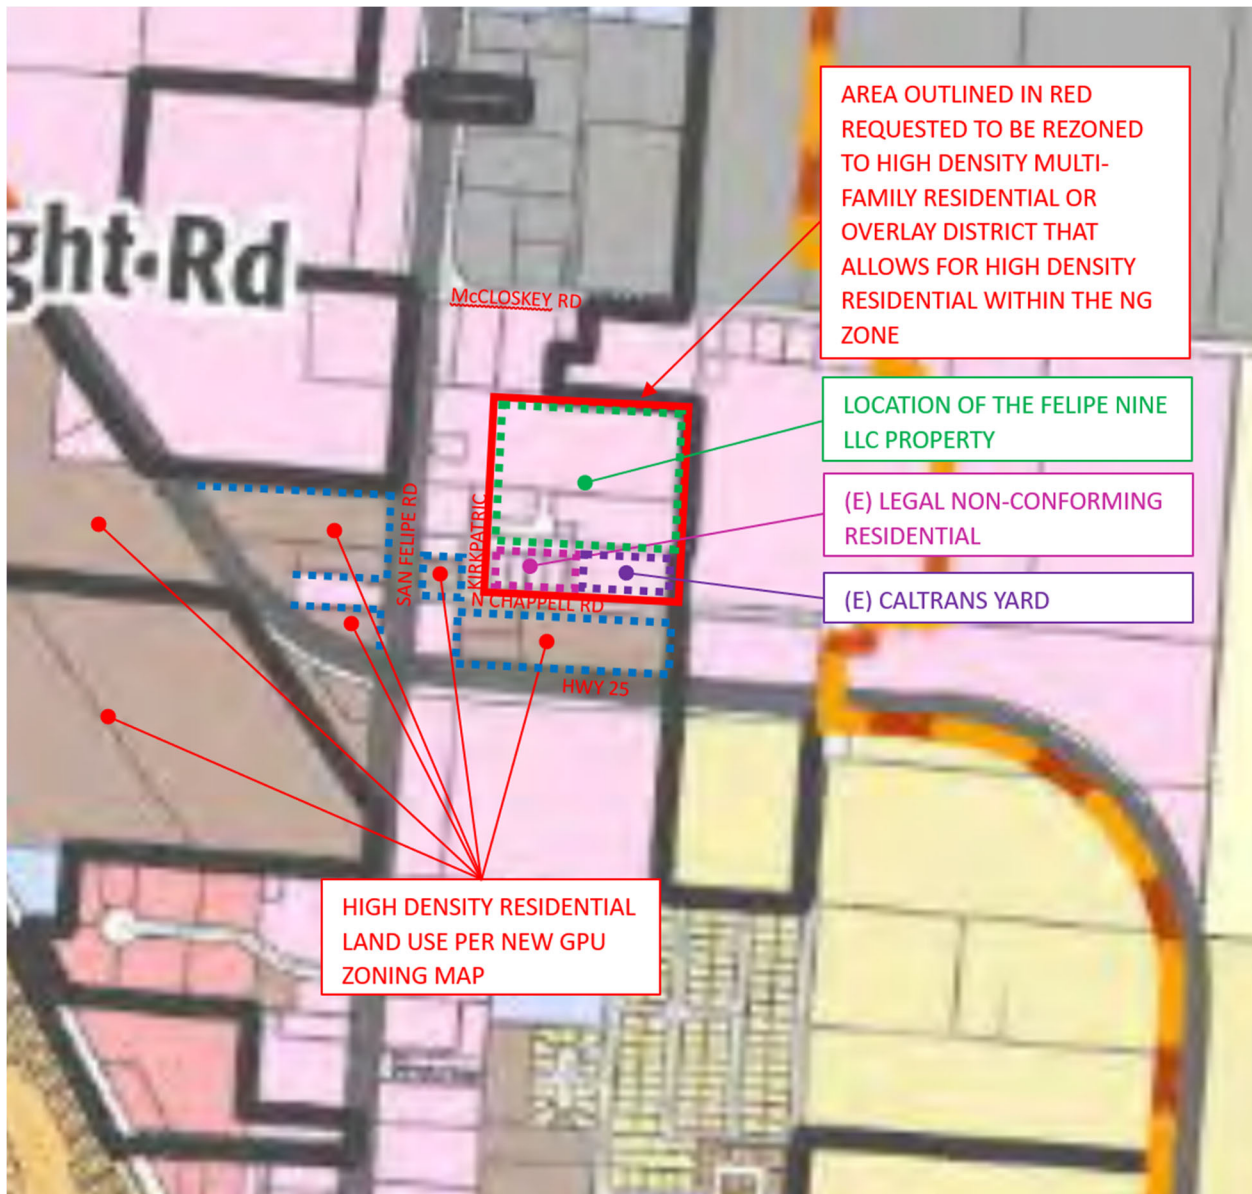 AREA OUTLINED IN RED
REQUESTED TO BE REZONED
TO HIGH DENSITY MULTI-
FAMILY RESIDENTIAL OR
OVERLAY DISTRICT THAT
ALLOWS FOR HIGH DENSITY
RESIDENTIAL WITHIN THE NG
ZONE
ght Rd
McCLOSKEY RD
LOCATION OF THE FELIPE NINE
LLC PROPERTY
(E) LEGAL NON-CONFORMING
RESIDENTIAL
SAN FELIPE RD
KIRKPATRIC
(E) CALTRANS YARD
N CHAPPELL RD
HWY 25
HIGH DENSITY RESIDENTIAL
LAND USE PER NEW GPU
ZONING MAP